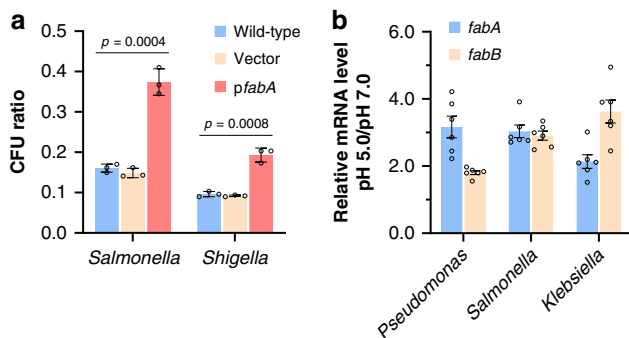 a
0.5
0.4
0.3
0.2
0.1
0
CFU ratio
p = 0.0004
p = 0.0008
Wild-type
Vector
pfabA
Salmonella
Shigella
b
6.0
4.0
2.0
0.0
Relative mRNA level
pH 5.0/pH 7.0
fabA
fabB
Pseudomonas
Salmonella
Klebsiella